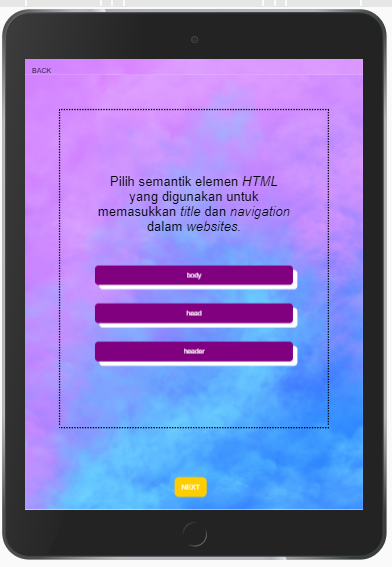 BACK
Pilih semantik elemen HTML
yang digunakan untuk
memasukkan title dan navigation
dalam websites.
body
head
header
NEXT